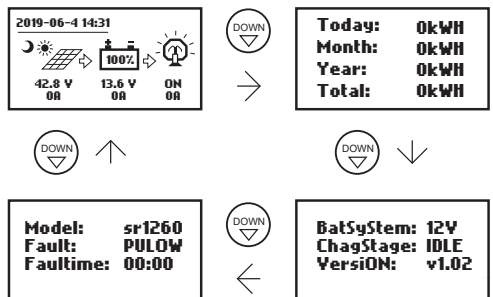 2019-06-4 14:31
100%
42.8 V 13.6 V ON
0A 0A 0A
DOWN
Today: 0kWH
Month: 0kWH
Year: 0kWH
Total: 0kWH
DOWN
DOWN
Model: sr1260
Fault: PVLOW
Faultime: 00:00
DOWN
BatSyStem: 12V
ChagStage: IDLE
VersiON: v1.02